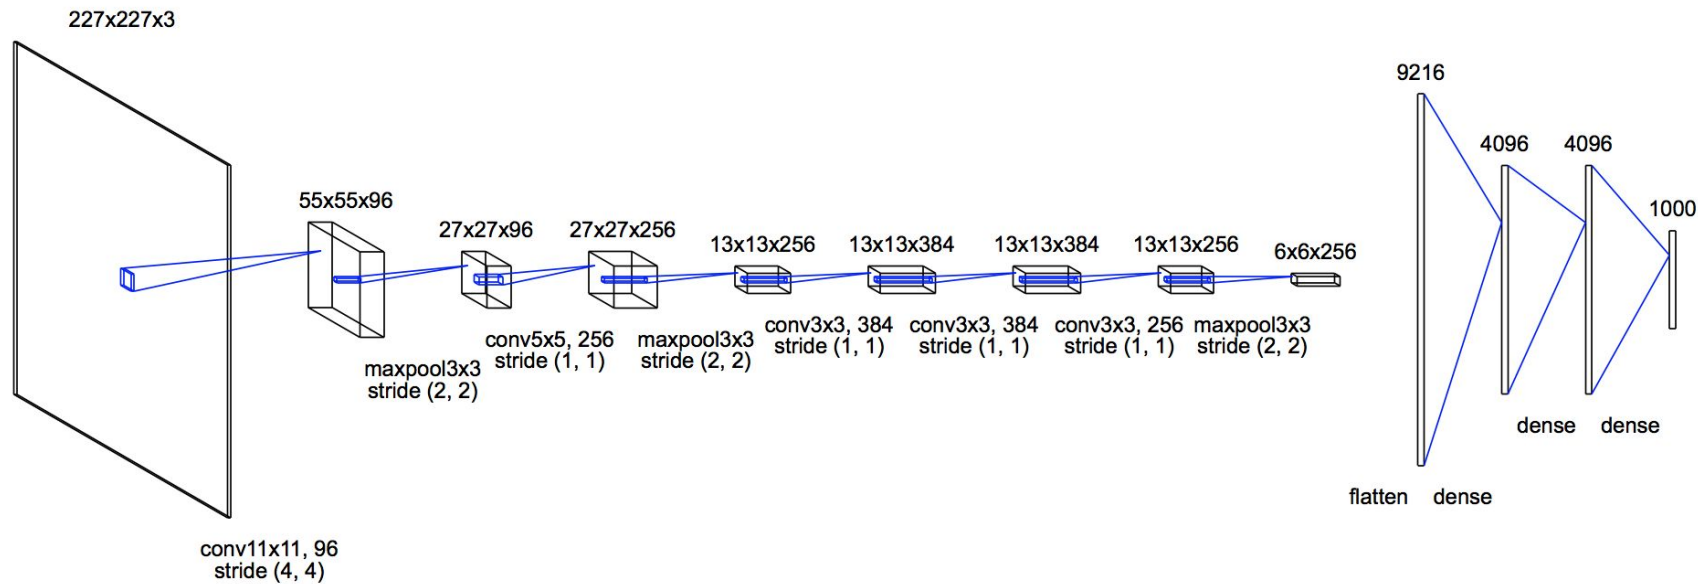 227x227x3
55x55x96
27x27x96
27x27x256
13x13x256
13x13x384
13x13x384
13x13x256
6x6x256
9216
4096
4096
1000
conv11x11, 96
stride (4, 4)
maxpool3x3
stride (2, 2)
conv5x5, 256
stride (1, 1)
maxpool3x3
stride (2, 2)
conv3x3, 384
stride (1, 1)
conv3x3, 384
stride (1, 1)
conv3x3, 256
stride (1, 1)
maxpool3x3
stride (2, 2)
flatten
dense
dense
dense